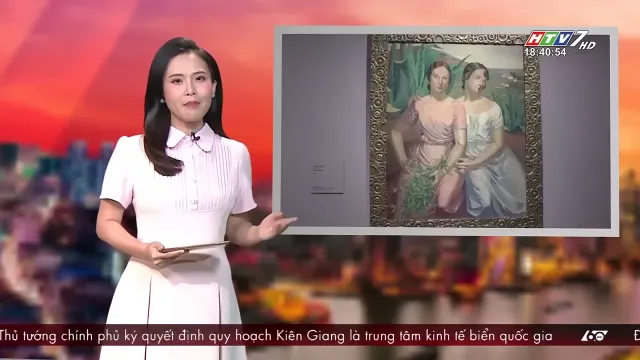 HTV7 HD
18:40:54
Thủ tướng chính phủ ký quyết định quy hoạch Kiên Giang là trung tâm kinh tế biển quốc gia